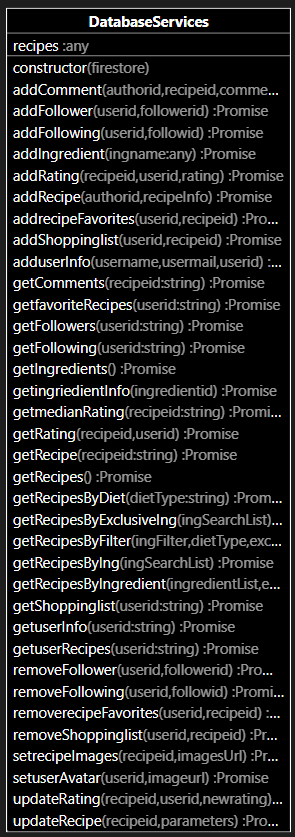 DatabaseServices
recipes :any
constructor(firestore)
addComment(authorid,recipeid,comme...
addFollower(userid,followerid) :Promise
addFollowing(userid,followid) :Promise
addIngredient(ingname:any) :Promise
addRating(recipeid,userid,rating) :Promise
addRecipe(authorid,recipeInfo) :Promise
addrecipeFavorites(userid,recipeid) :Pro...
addShoppinglist(userid,recipeid) :Promise
adduserInfo(username,usermail,userid) :...
getComments(recipeid:string) :Promise
getfavoriteRecipes(userid:string) :Promise
getFollowers(userid:string) :Promise
getFollowing(userid:string) :Promise
getIngredients() :Promise
getingriedientInfo(ingredientid) :Promise
getmedianRating(recipeid:string) :Promi...
getRating(recipeid,userid) :Promise
getRecipe(recipeid:string) :Promise
getRecipes() :Promise
getRecipesByDiet(dietType:string) :Prom...
getRecipesByExclusiveIng(ingSearchList)...
getRecipesByFilter(ingFilter,dietType,exc...
getRecipesByIng(ingSearchList) :Promise
getRecipesByIngredient(ingredientList,e...
getShoppinglist(userid:string) :Promise
getuserInfo(userid:string) :Promise
getuserRecipes(userid:string) :Promise
removeFollower(userid,followerid) :Pro...
removeFollowing(userid,followid) :Promi...
removerecipeFavorites(userid,recipeid) :...
removeShoppinglist(userid,recipeid) :Pr...
setrecipeImages(recipeid,imagesUrl) :Pr...
setuserAvatar(userid,imageurl) :Promise
updateRating(recipeid,userid,newrating) ...
updateRecipe(recipeid,parameters) :Pro...